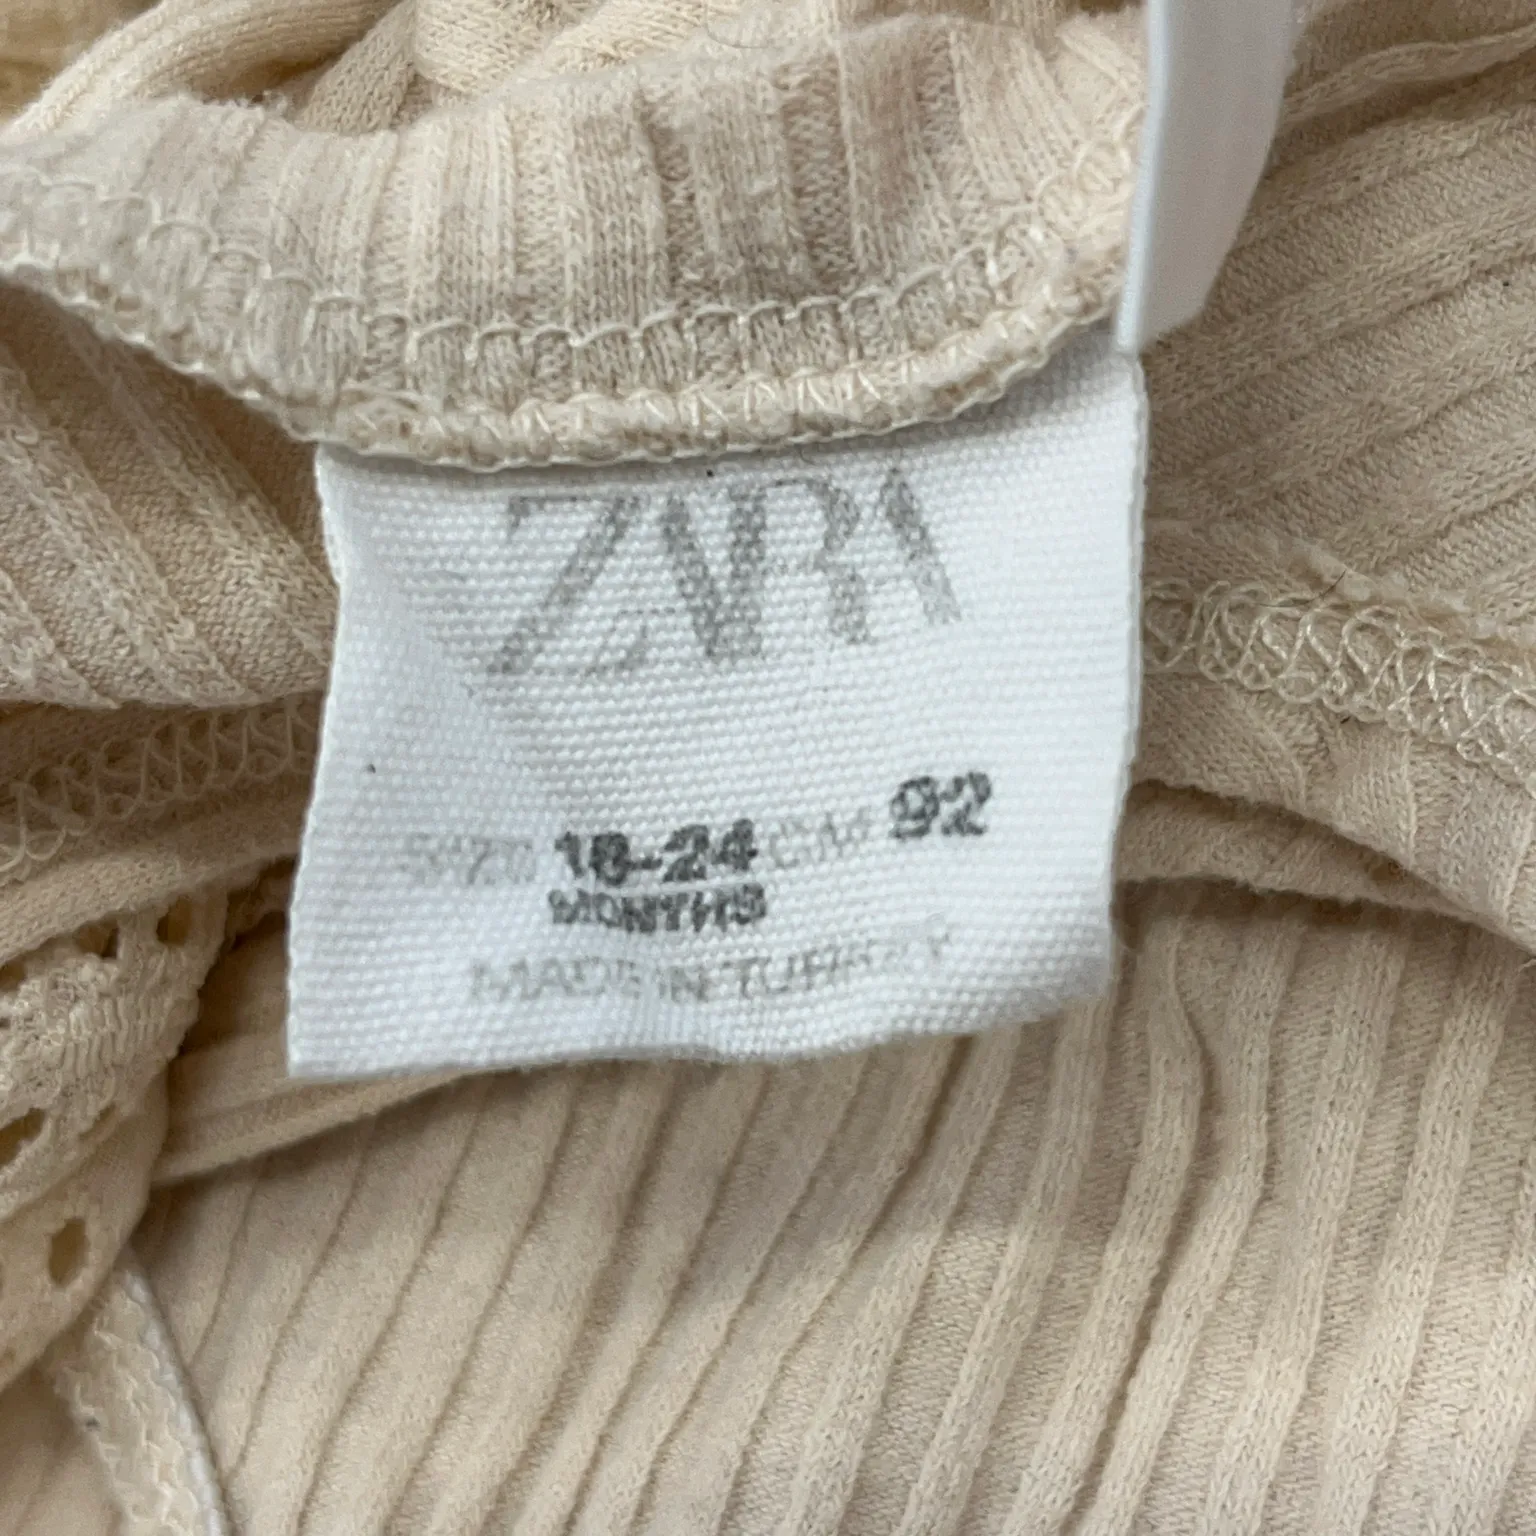 ZARA
SIZE 18-24 CM 92
MONTHS
MADE IN TURKEY